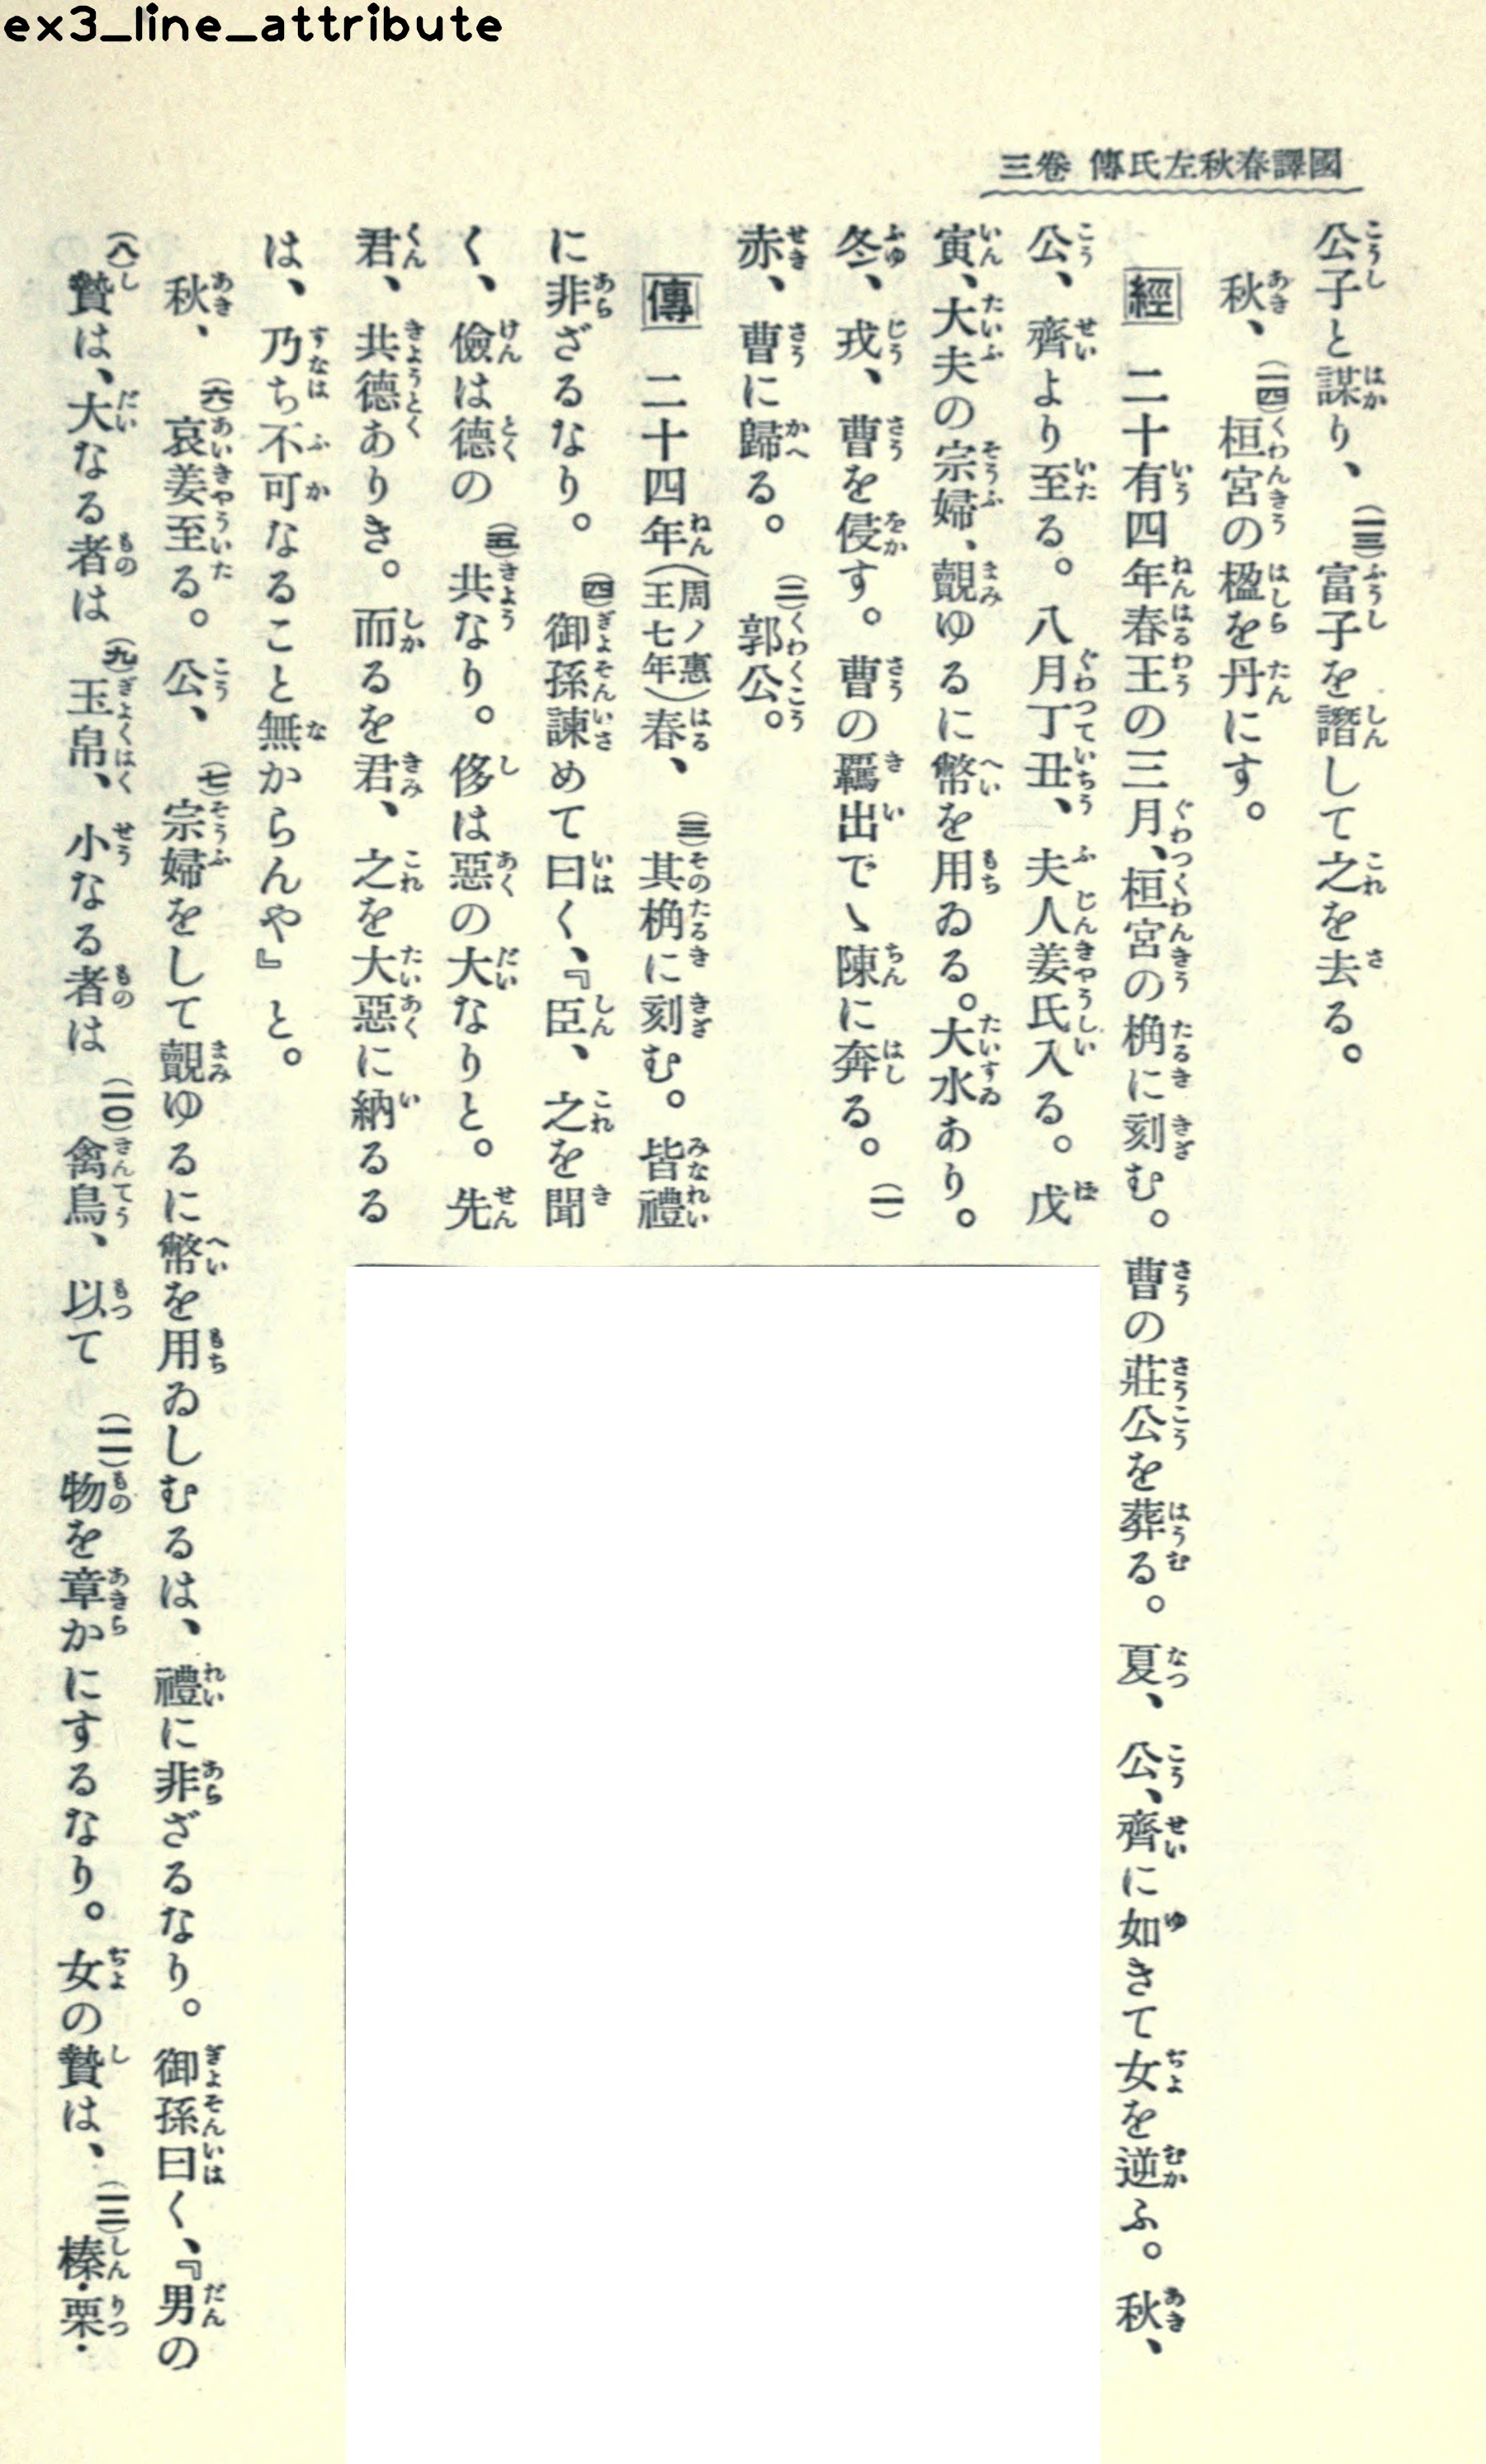 ex3_line_attribute
國譯春秋左氏傳 卷三
公子と謀り、(一三)富子を譖して之を去る。
秋、(一四)桓宮の楹を丹にす。
經 二十有四年春王の三月、桓宮の桷に刻む。曹の莊公を葬る。夏、公、齊に如きて女を逆ふ。秋、
公、齊より至る。八月丁丑、夫人姜氏入る。戊
寅、大夫の宗婦、覿ゆるに幣を用ゐる。大水あり。
冬、戎、曹を侵す。曹の羈出でゝ陳に奔る。(一)
赤、曹に歸る。(二)郭公。
傳 二十四年(周ノ惠王七年)春、(三)其桷に刻む。皆禮
に非ざるなり。(四)御孫諫めて曰く、『臣、之を聞
く、儉は德の(五)共なり。侈は惡の大なりと。先
君、共德ありき。而るを君、之を大惡に納るる
は、乃ち不可なること無からんや』と。
秋、(六)哀姜至る。公、(七)宗婦をして覿ゆるに幣を用ゐしむるは、禮に非ざるなり。御孫曰く、『男の
(八)贄は、大なる者は(九)玉帛、小なる者は(一〇)禽鳥、以て(一一)物を章かにするなり。女の贄は、(一二)榛・栗・